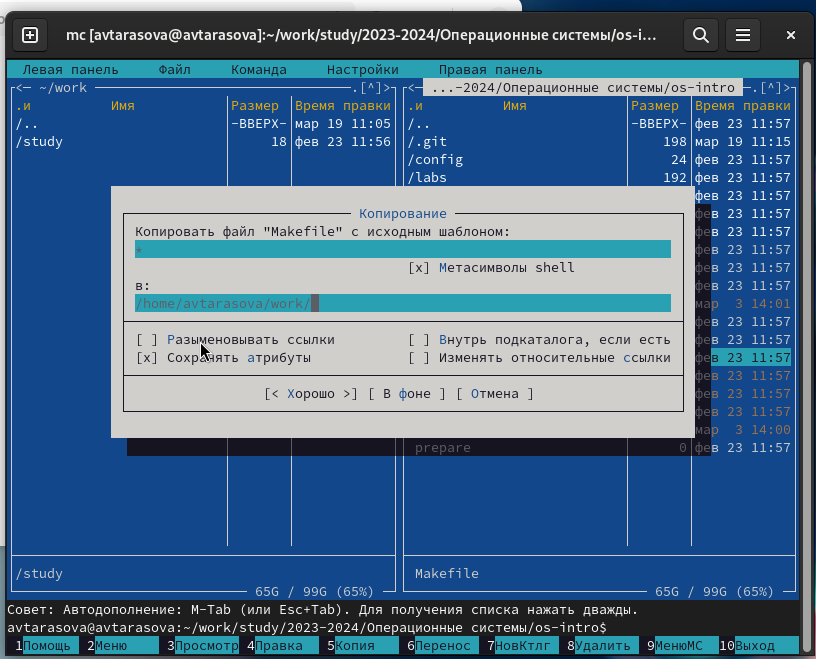 mc [avtarasova@avtarasova]:~/work/study/2023-2024/Операционные системы/os-i...
Левая панель Файл Команда Настройки Правая панель
<— ~/work .[^]> <— ...-2024/Операционные системы/os-intro .[^]>
.и Имя Размер Время правки .и Имя Размер Время правки
/.. -ВВЕРХ- мар 19 11:05 /.. -ВВЕРХ- фев 23 11:57
/study 18 фев 23 11:56 /.git 198 мар 19 11:15
/config 24 фев 23 11:57
/labs 192 фев 23 11:57
фев 23 11:57
Копирование фев 23 11:57
Копировать файл "Makefile" с исходным шаблоном: фев 23 11:57
* фев 23 11:57
[x] Метасимволы shell фев 23 11:57
в: фев 23 11:57
/home/avtarasova/work/ мар 3 14:01
фев 23 11:57
[ ] Разыменовывать ссылки [ ] Внутрь подкаталога, если есть фев 23 11:57
[x] Сохранять атрибуты [ ] Изменять относительные ссылки фев 23 11:57
фев 23 11:57
[< Хорошо >] [ В фоне ] [ Отмена ] фев 23 11:57
фев 23 11:57
мар 3 14:00
prepare 0 фев 23 11:57
/study Makefile
65G / 99G (65%) 65G / 99G (65%)
Совет: Автодополнение: M-Tab (или Esc+Tab). Для получения списка нажать дважды.
avtarasova@avtarasova:~/work/study/2023-2024/Операционные системы/os-intro$
1Помощь 2Меню 3Просмотр 4Правка 5Копия 6Перенос 7НовКтлг 8Удалить 9МенюМС 10Выход